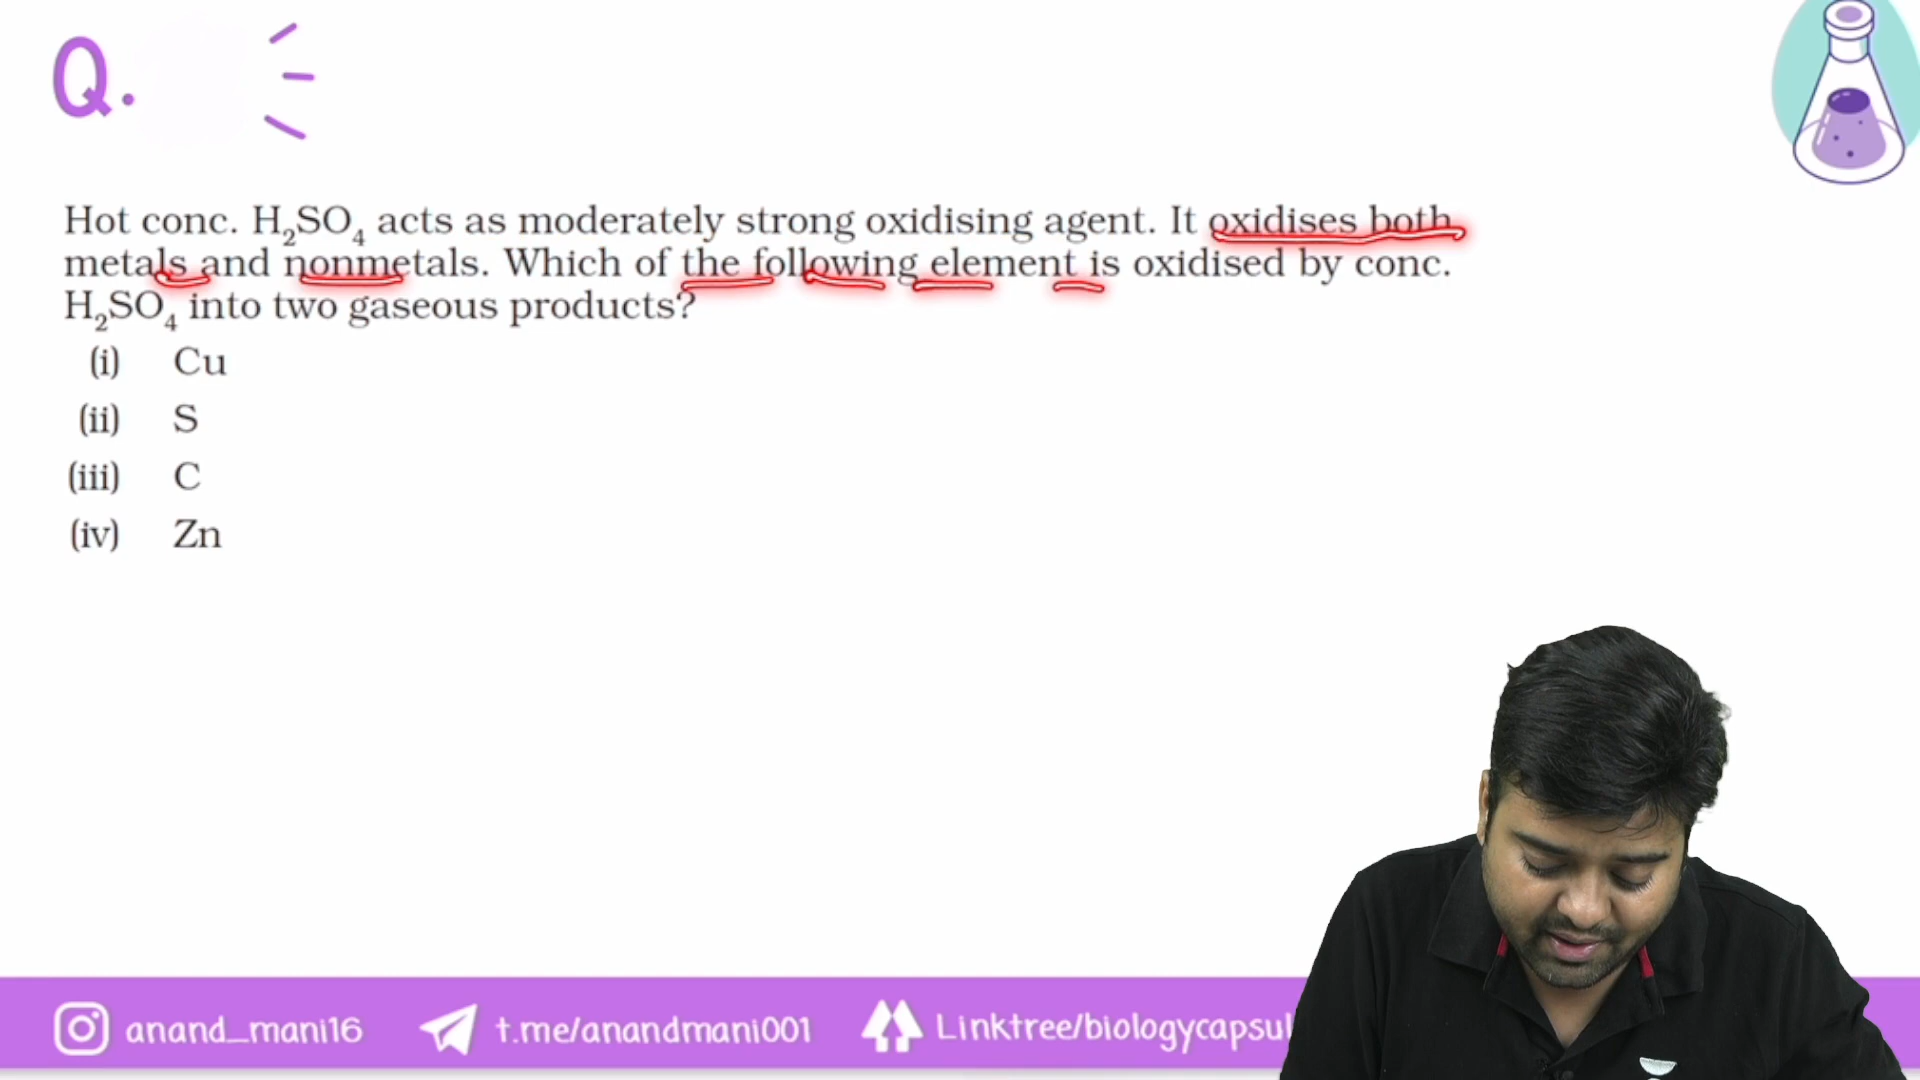 Q.
Hot conc. H₂SO₄ acts as moderately strong oxidising agent. It oxidises both
metals and nonmetals. Which of the following element is oxidised by conc.
H₂SO₄ into two gaseous products?
(i) Cu
(ii) S
(iii) C
(iv) Zn
anand_mani16 t.me/anandmani001 Linktree/biologycapsul